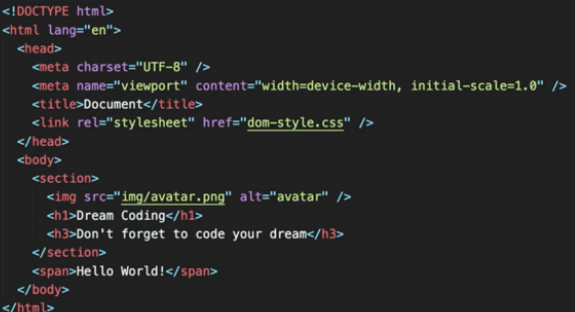 <!DOCTYPE html>
<html lang="en">
<head>
<meta charset="UTF-8" />
<meta name="viewport" content="width=device-width, initial-scale=1.0" />
<title>Document</title>
<link rel="stylesheet" href="dom-style.css" />
</head>
<body>
<section>
<img src="img/avatar.png" alt="avatar" />
<h1>Dream Coding</h1>
<h3>Don't forget to code your dream</h3>
</section>
<span>Hello World!</span>
</body>
</html>